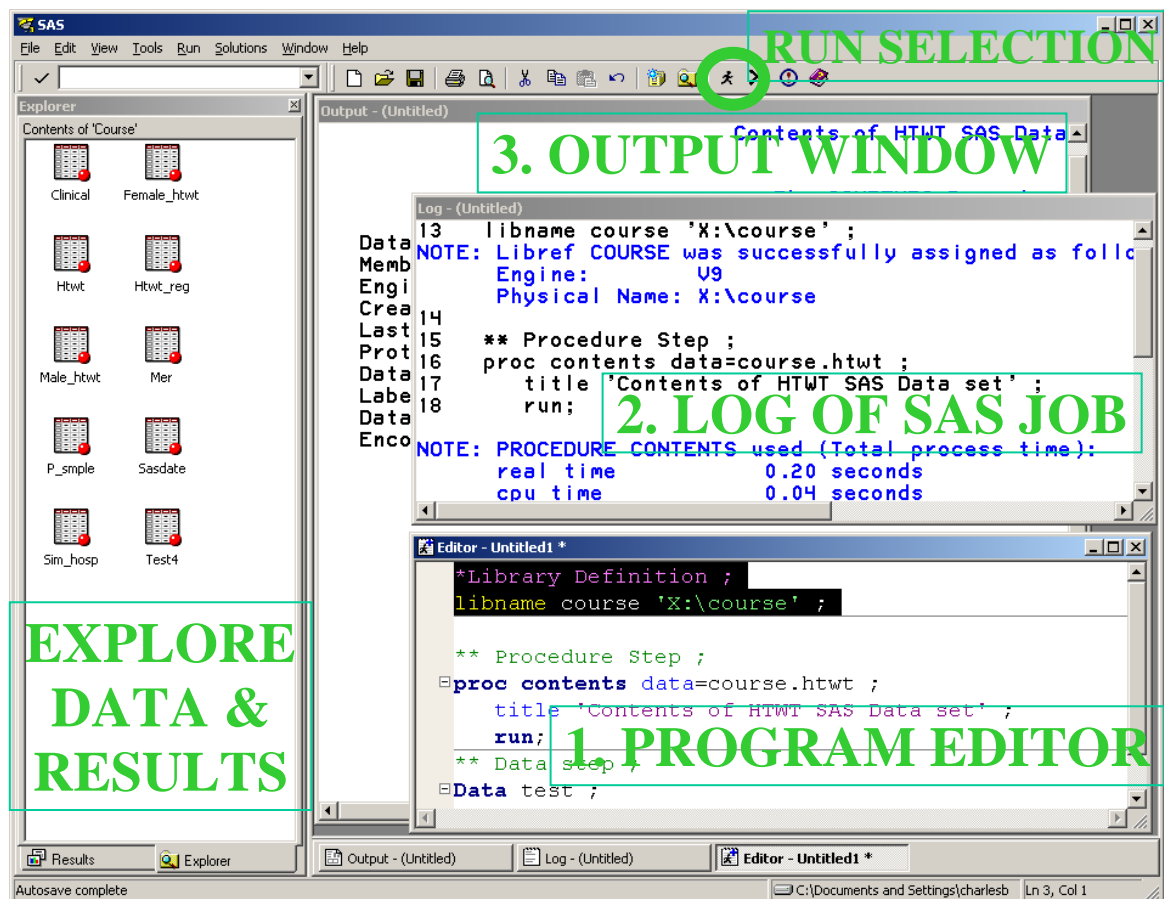 SAS
File Edit View Tools Run Solutions Window Help
RUN SELECTION
Explorer
Contents of 'Course'
Clinical Female_htwt
Htwt Htwt_reg
Male_htwt Mer
P_smple Sasdate
Sim_hosp Test4
EXPLORE
DATA &
RESULTS
Results Explorer
Output - (Untitled)
Contents of HTWT SAS Data
3. OUTPUT WINDOW
Data
Memb
Engi
Crea
Last
Prot
Data
Labe
Data
Enco
Log - (Untitled)
13 libname course 'X:\course' ;
NOTE: Libref COURSE was successfully assigned as follo
Engine: V9
Physical Name: X:\course
14
15 ** Procedure Step ;
16 proc contents data=course.htwt ;
17 title 'Contents of HTWT SAS Data set' ;
18 run;
2. LOG OF SAS JOB
NOTE: PROCEDURE CONTENTS used (Total process time):
real time 0.20 seconds
cpu time 0.04 seconds
Editor - Untitled1 *
*Library Definition ;
libname course 'X:\course' ;
** Procedure Step ;
proc contents data=course.htwt ;
title 'Contents of HTWT SAS Data set' ;
run;
1. PROGRAM EDITOR
** Data step ;
Data test ;
Output - (Untitled) Log - (Untitled) Editor - Untitled1 *
Autosave complete C:\Documents and Settings\charlesb Ln 3, Col 1